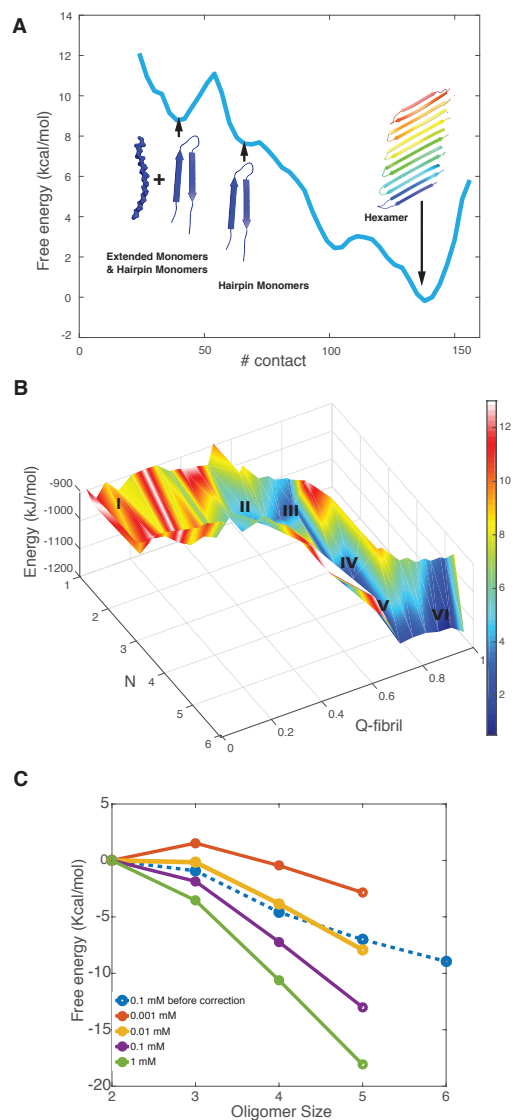 A
14
12
10
8
6
4
2
0
-2
Free energy (kcal/mol)
+
Extended Monomers
& Hairpin Monomers
Hairpin Monomers
Hexamer
0
50
100
150
# contact
B
-900
-1000
-1100
-1200
Energy (kJ/mol)
I
II
III
IV
V
VI
1
2
3
4
5
6
N
0
0.2
0.4
0.6
0.8
1
Q-fibril
12
10
8
6
4
2
C
5
0
-5
-10
-15
-20
Free energy (Kcal/mol)
0.1 mM before correction
0.001 mM
0.01 mM
0.1 mM
1 mM
2
3
4
5
6
Oligomer Size